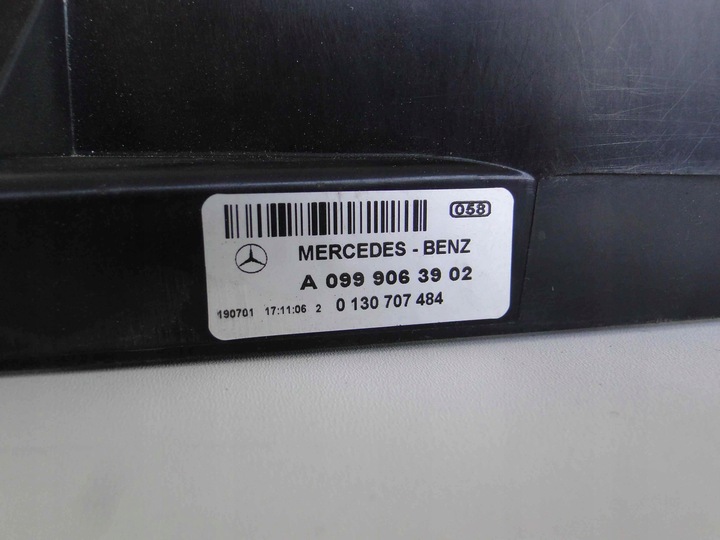 058
MERCEDES - BENZ
A 099 906 39 02
190701 17:11:06 2 0 130 707 484